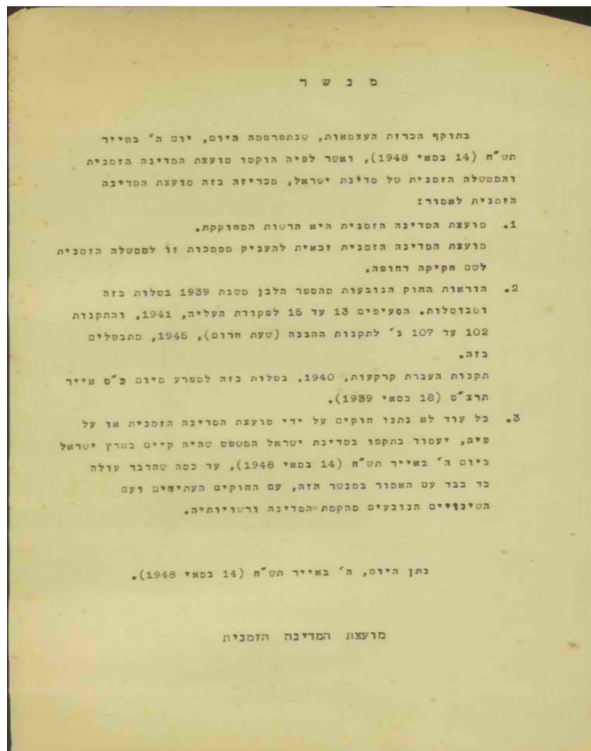 מ נ ש ר
בתוקף הכרזת העצמאות, שנתפרסמה היום, יום ה' באייר
תש"ח (14 במאי 1948), ואשר לפיה הוקמו מועצת המדינה הזמנית
והממשלה הזמנית של מדינת ישראל, מכריזה בזה מועצת המדינה
הזמנית לאמור:
1. מועצת המדינה הזמנית היא הרשות המחוקקת.
מועצת המדינה הזמנית זכאית להעניק מסמכות זו לממשלה הזמנית
לשם חקיקה דחופה.
2. הוראות החוק הנובעות מהספר הלבן משנת 1939 בטלות בזה
ומבוטלות. הסעיפים 13 עד 15 לפקודת העליה, 1941, והתקנות
102 עד 107 ג' לתקנות ההגנה (שעת חרום), 1945, מתבטלים
בזה.
תקנות העברת קרקעות, 1940, בטלות בזה למפרע מיום כ"ט אייר
תרצ"ט (18 במאי 1939).
3. כל עוד לא נתנו חוקים על ידי מועצת המדינה הזמנית או על
פיה, יעמוד בתקפו במדינת ישראל המשפט שהיה קיים בארץ ישראל
ביום ה' באייר תש"ח (14 במאי 1948), עד כמה שהדבר עולה
בד בבד עם האמור במנשר הזה, עם החוקים העתידים ועם
השינויים הנובעים מהקמת המדינה ורשויותיה.
נתן היום, ה' באייר תש"ח (14 במאי 1948).
מועצת המדינה הזמנית